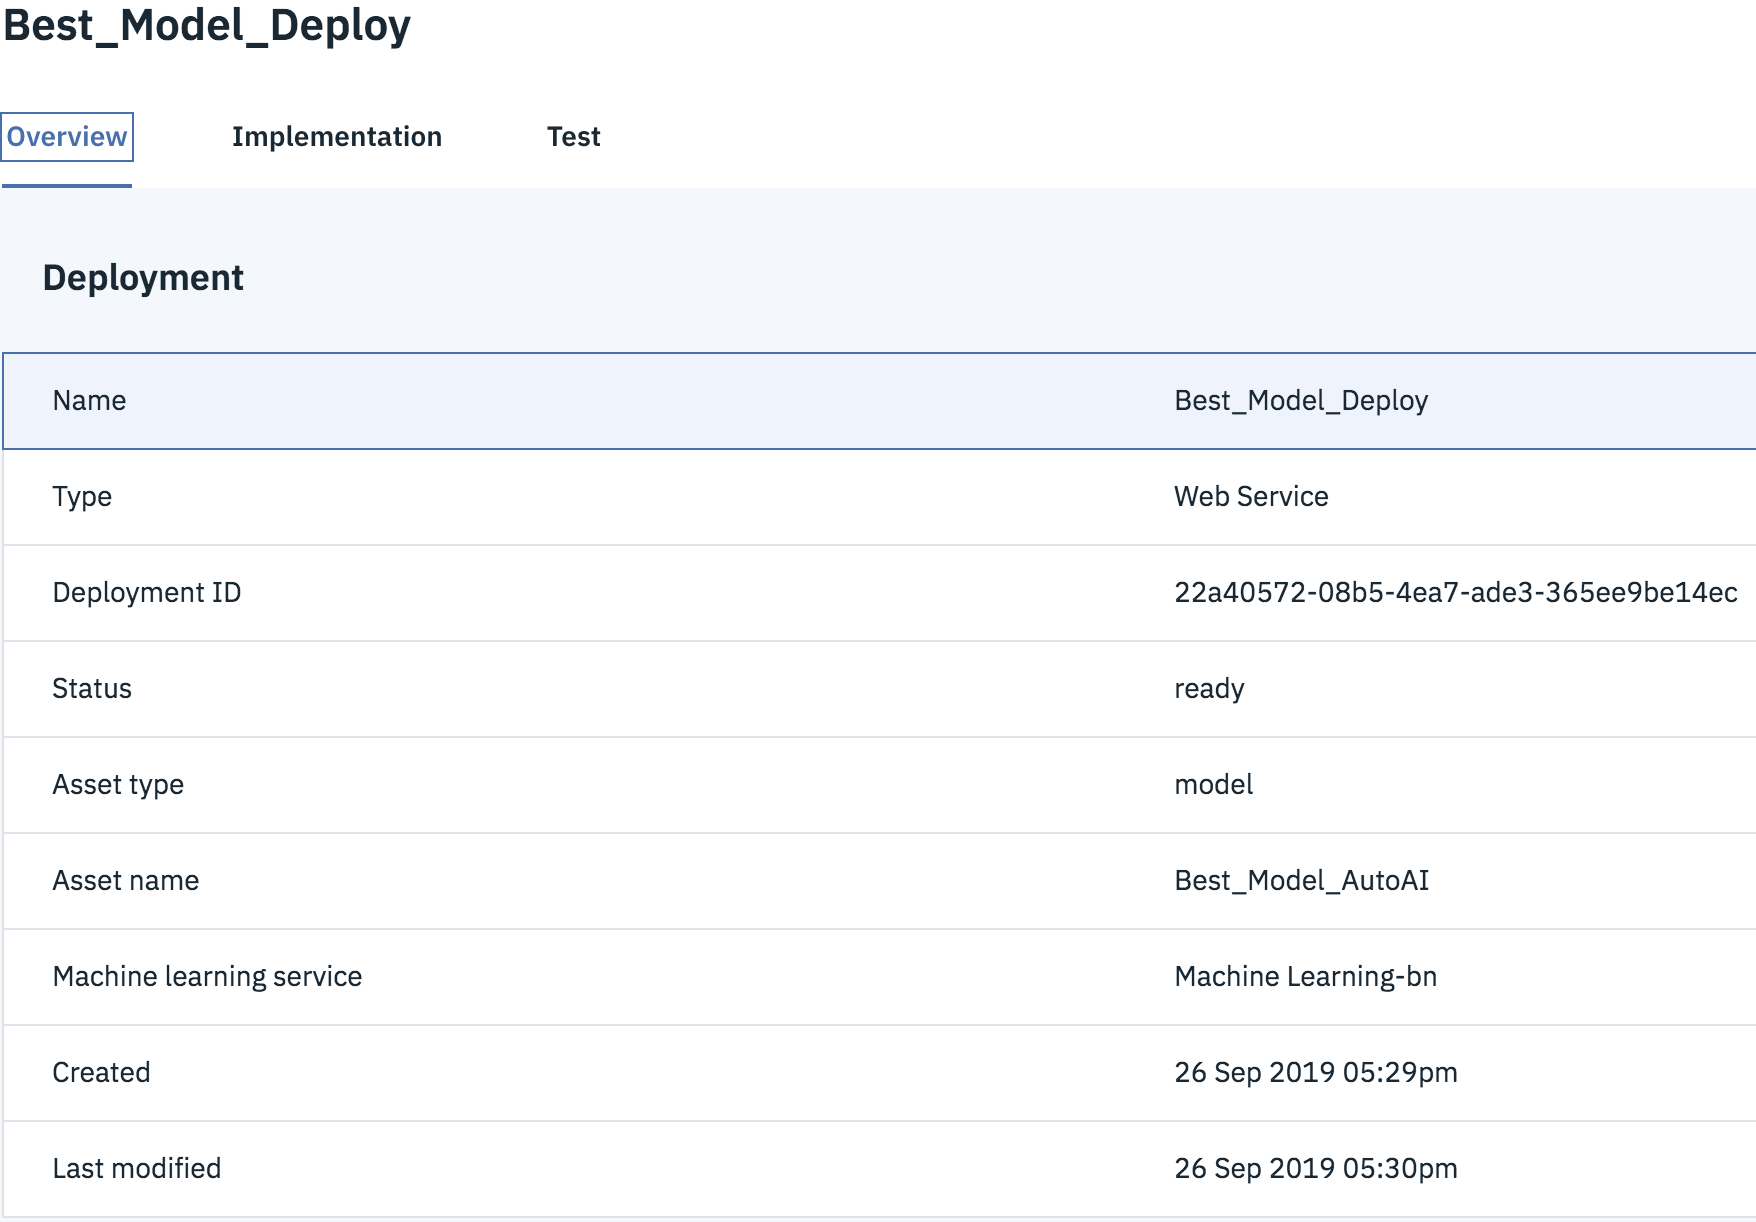 Best_Model_Deploy
Overview Implementation Test
Deployment
Name Best_Model_Deploy
Type Web Service
Deployment ID 22a40572-08b5-4ea7-ade3-365ee9be14ec
Status ready
Asset type model
Asset name Best_Model_AutoAI
Machine learning service Machine Learning-bn
Created 26 Sep 2019 05:29pm
Last modified 26 Sep 2019 05:30pm